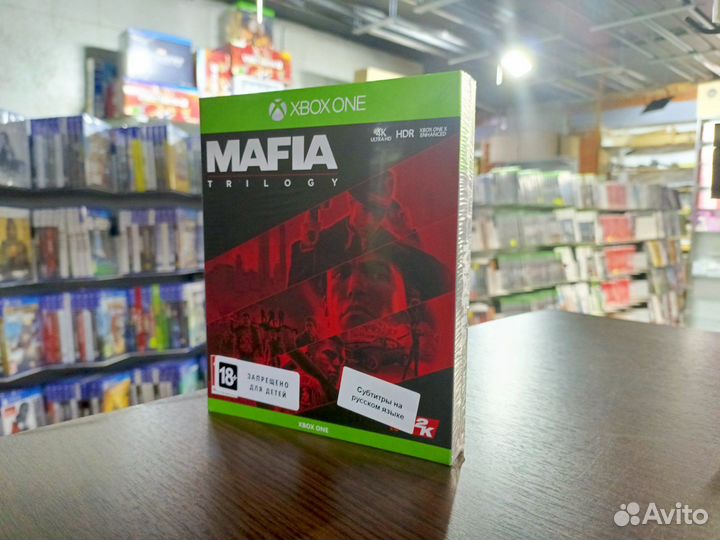 XBOX ONE
4K
ULTRA HD
HDR
XBOX ONE X
ENHANCED
MAFIA
TRILOGY
18+
ЗАПРЕЩЕНО
ДЛЯ ДЕТЕЙ
Субтитры на
русском языке
2K
XBOX ONE
Avito